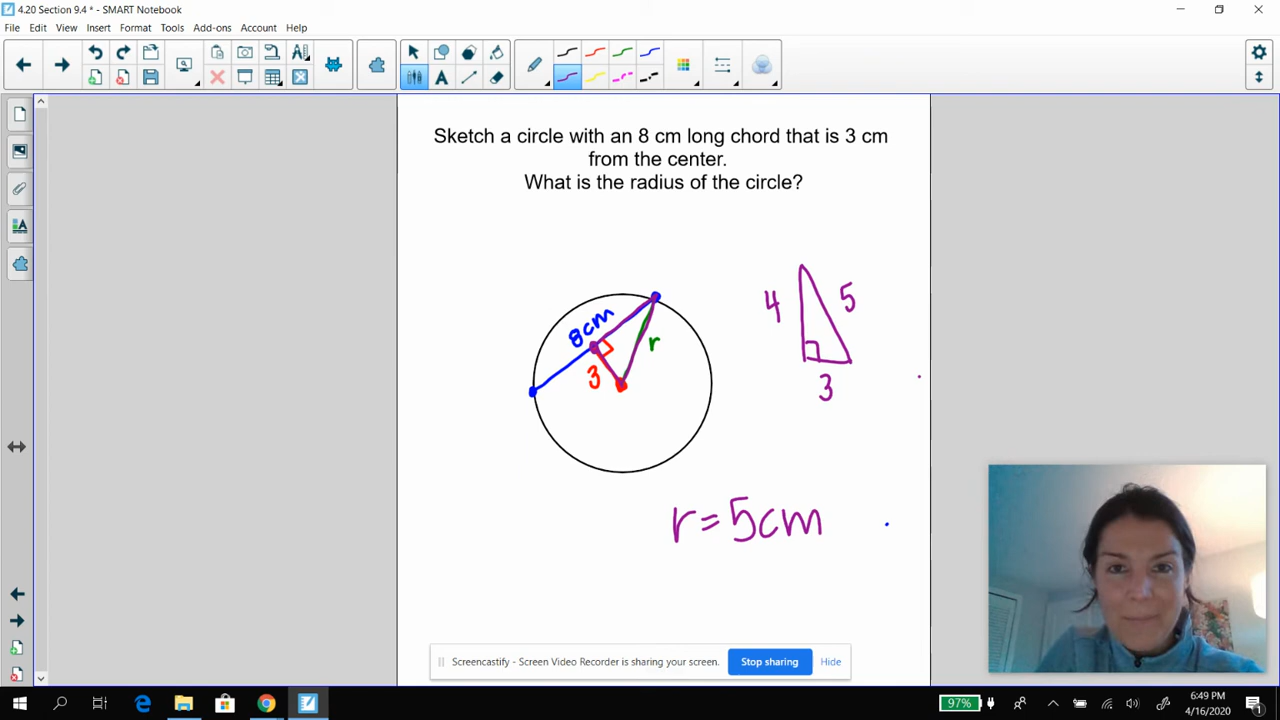 4.20 Section 9.4 * - SMART Notebook
File Edit View Insert Format Tools Add-ons Account Help
Sketch a circle with an 8 cm long chord that is 3 cm
from the center.
What is the radius of the circle?
8cm
r
3
4
5
3
r=5cm
Screencastify - Screen Video Recorder is sharing your screen.
Stop sharing
Hide
97%
6:49 PM
4/16/2020
1